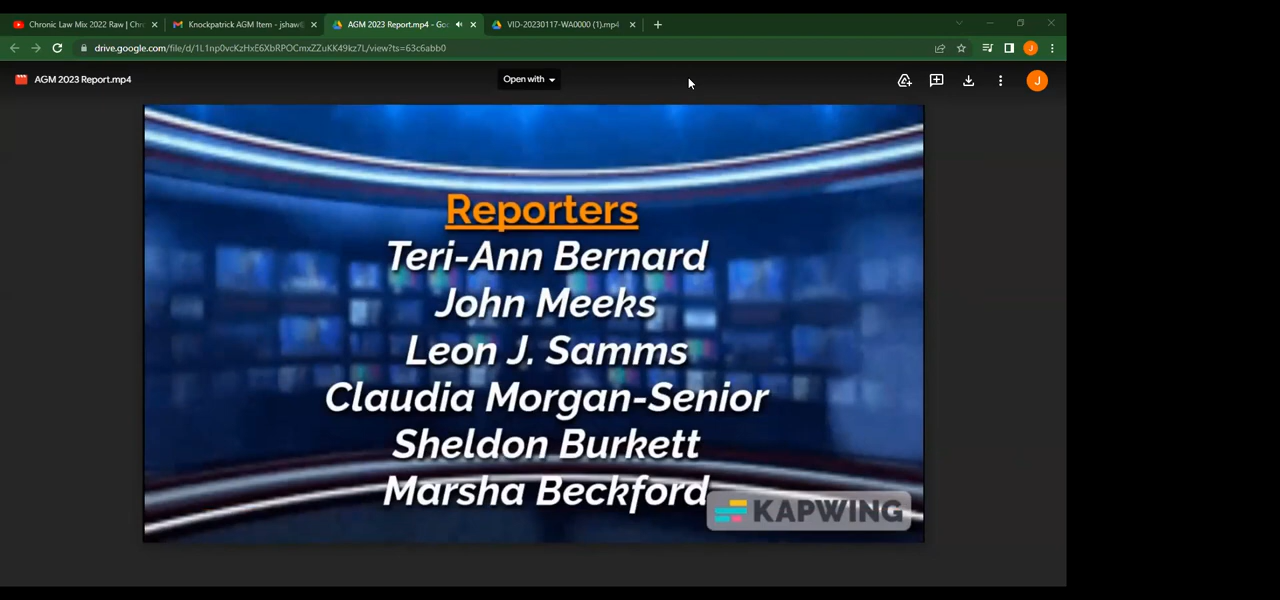 Chronic Law Mix 2022 Raw | Chr
Knockpatrick AGM Item - jshaw
AGM 2023 Report.mp4 - Go
VID-20230117-WA0000 (1).mp4
drive.google.com/file/d/1L1np0vcKzHxE6XbRPOCmxZZuKK49kz7L/view?ts=63c6abb0
J
AGM 2023 Report.mp4
Open with
J
Reporters
Teri-Ann Bernard
John Meeks
Leon J. Samms
Claudia Morgan-Senior
Sheldon Burkett
Marsha Beckford
KAPWING